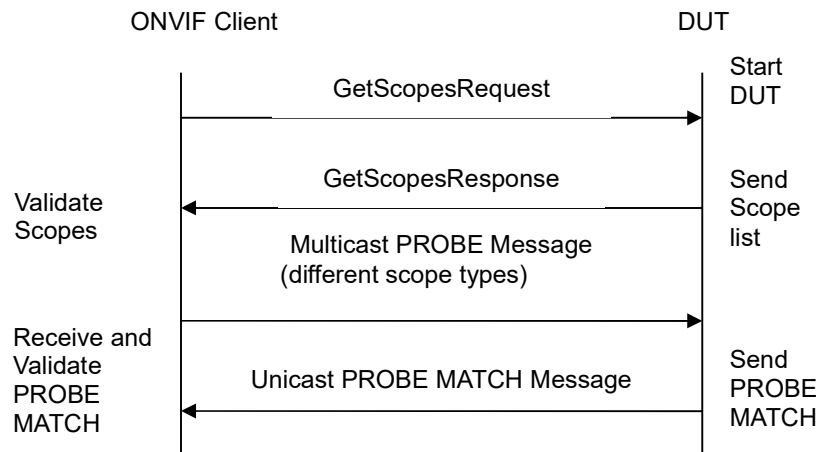 ONVIF Client
DUT
Start
DUT
GetScopesRequest
GetScopesResponse
Validate
Scopes
Send
Scope
list
Multicast PROBE Message
(different scope types)
Receive and
Validate
PROBE
MATCH
Unicast PROBE MATCH Message
Send
PROBE
MATCH